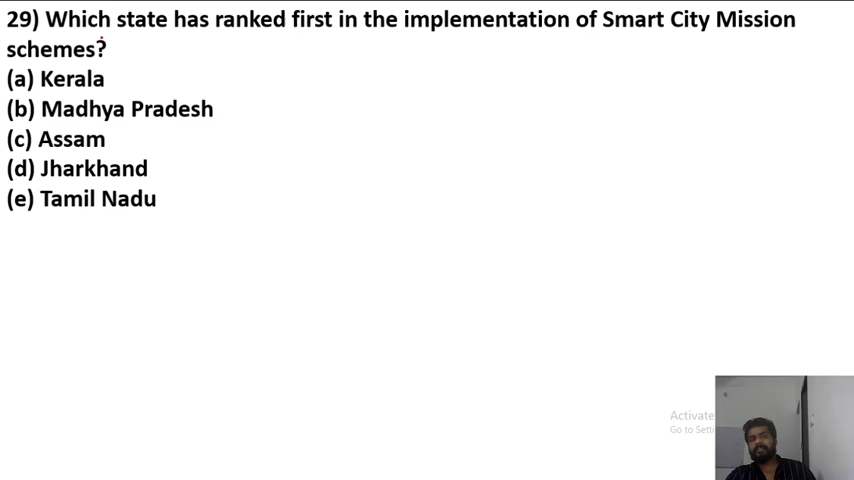 29) Which state has ranked first in the implementation of Smart City Mission
schemes?
(a) Kerala
(b) Madhya Pradesh
(c) Assam
(d) Jharkhand
(e) Tamil Nadu
Activate
Go to Setti